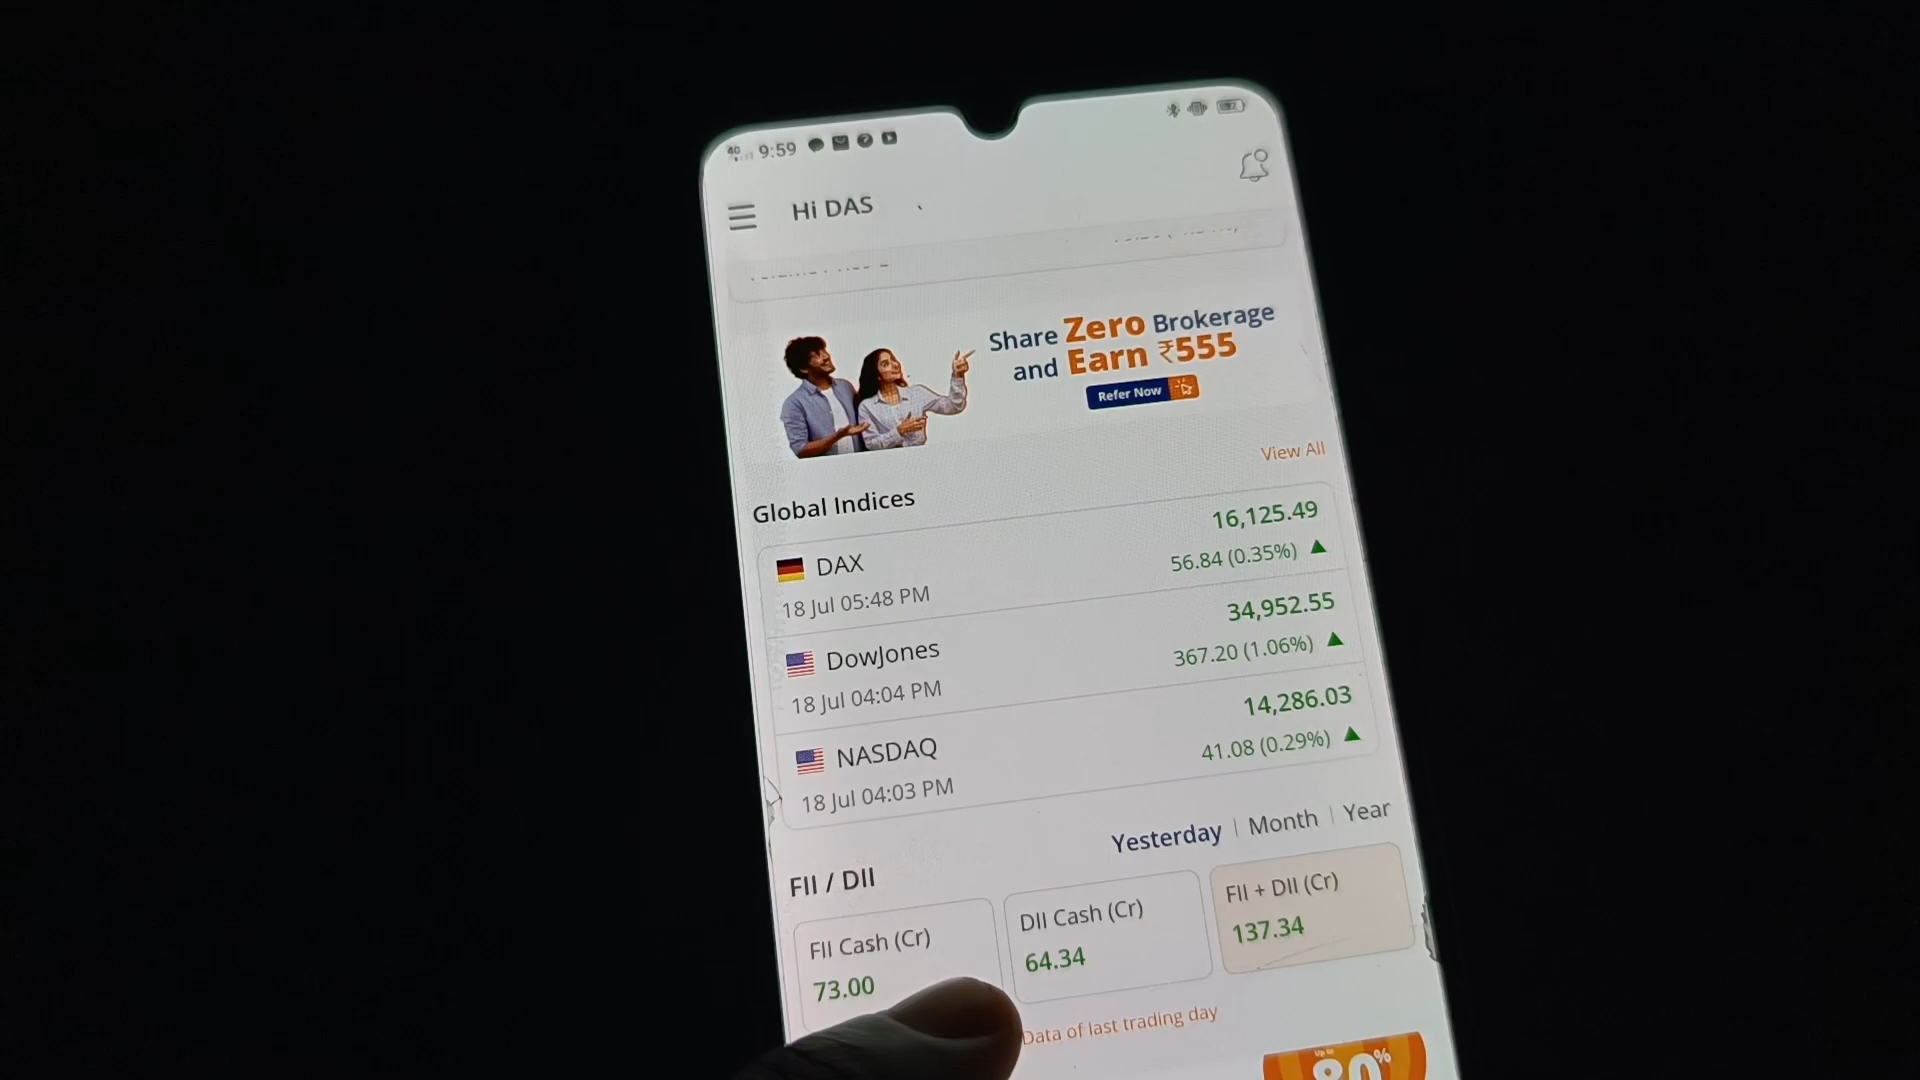 4G 9:59
Hi DAS
Share Zero Brokerage
and Earn ₹555
Refer Now
View All
Global Indices
DAX
16,125.49
18 Jul 05:48 PM
56.84 (0.35%)
DowJones
34,952.55
18 Jul 04:04 PM
367.20 (1.06%)
NASDAQ
14,286.03
18 Jul 04:03 PM
41.08 (0.29%)
Yesterday | Month | Year
FII / DII
FII Cash (Cr)
73.00
DII Cash (Cr)
64.34
FII + DII (Cr)
137.34
Data of last trading day
Up to
80%